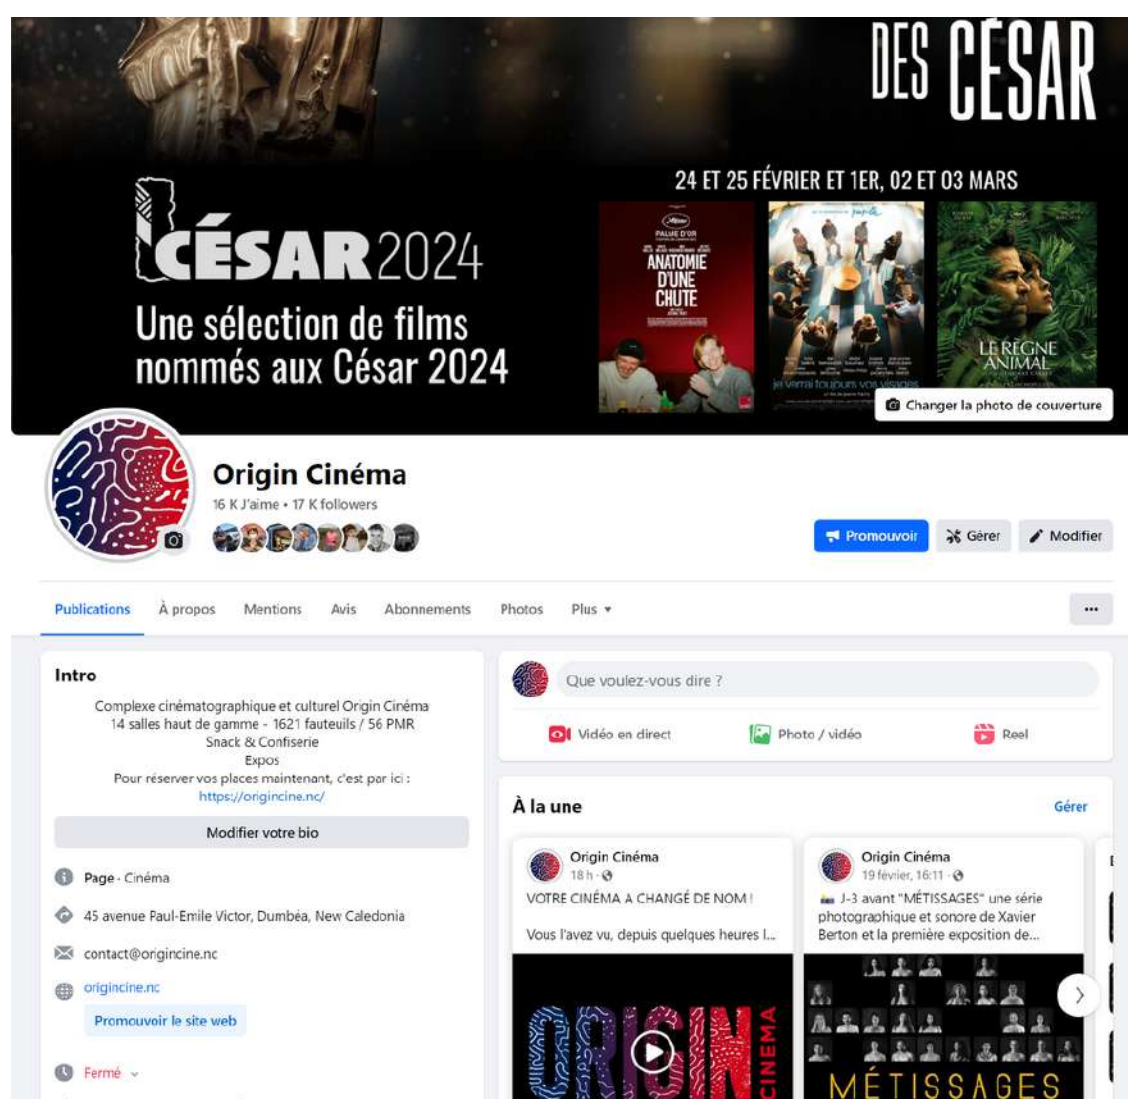 DES CÉSAR
24 ET 25 FÉVRIER ET 1ER, 02 ET 03 MARS
CÉSAR 2024
Une sélection de films
nommés aux César 2024
PALME D'OR
ANATOMIE
D'UNE
CHUTE
je verrai toujours vos visages
LE RÈGNE
ANIMAL
Changer la photo de couverture
Origin Cinéma
16 K J'aime • 17 K followers
Promouvoir
Gérer
Modifier
Publications
À propos
Mentions
Avis
Abonnements
Photos
Plus
Intro
Complexe cinématographique et culturel Origin Cinéma
14 salles haut de gamme - 1621 fauteuils / 56 PMR
Snack & Confiserie
Expos
Pour réserver vos places maintenant, c'est par ici :
https://origincine.nc/
Modifier votre bio
Page · Cinéma
45 avenue Paul-Emile Victor, Dumbéa, New Caledonia
contact@origincine.nc
origincine.nc
Promouvoir le site web
Fermé
Que voulez-vous dire ?
Vidéo en direct
Photo / vidéo
Reel
À la une
Gérer
Origin Cinéma
18 h ·
VOTRE CINÉMA A CHANGÉ DE NOM !
Vous l'avez vu, depuis quelques heures l...
ORIGIN
CINEMA
Origin Cinéma
19 février, 16:11 ·
J-3 avant "MÉTISSAGES" une série
photographique et sonore de Xavier
Berton et la première exposition de...
MÉTISSAGES